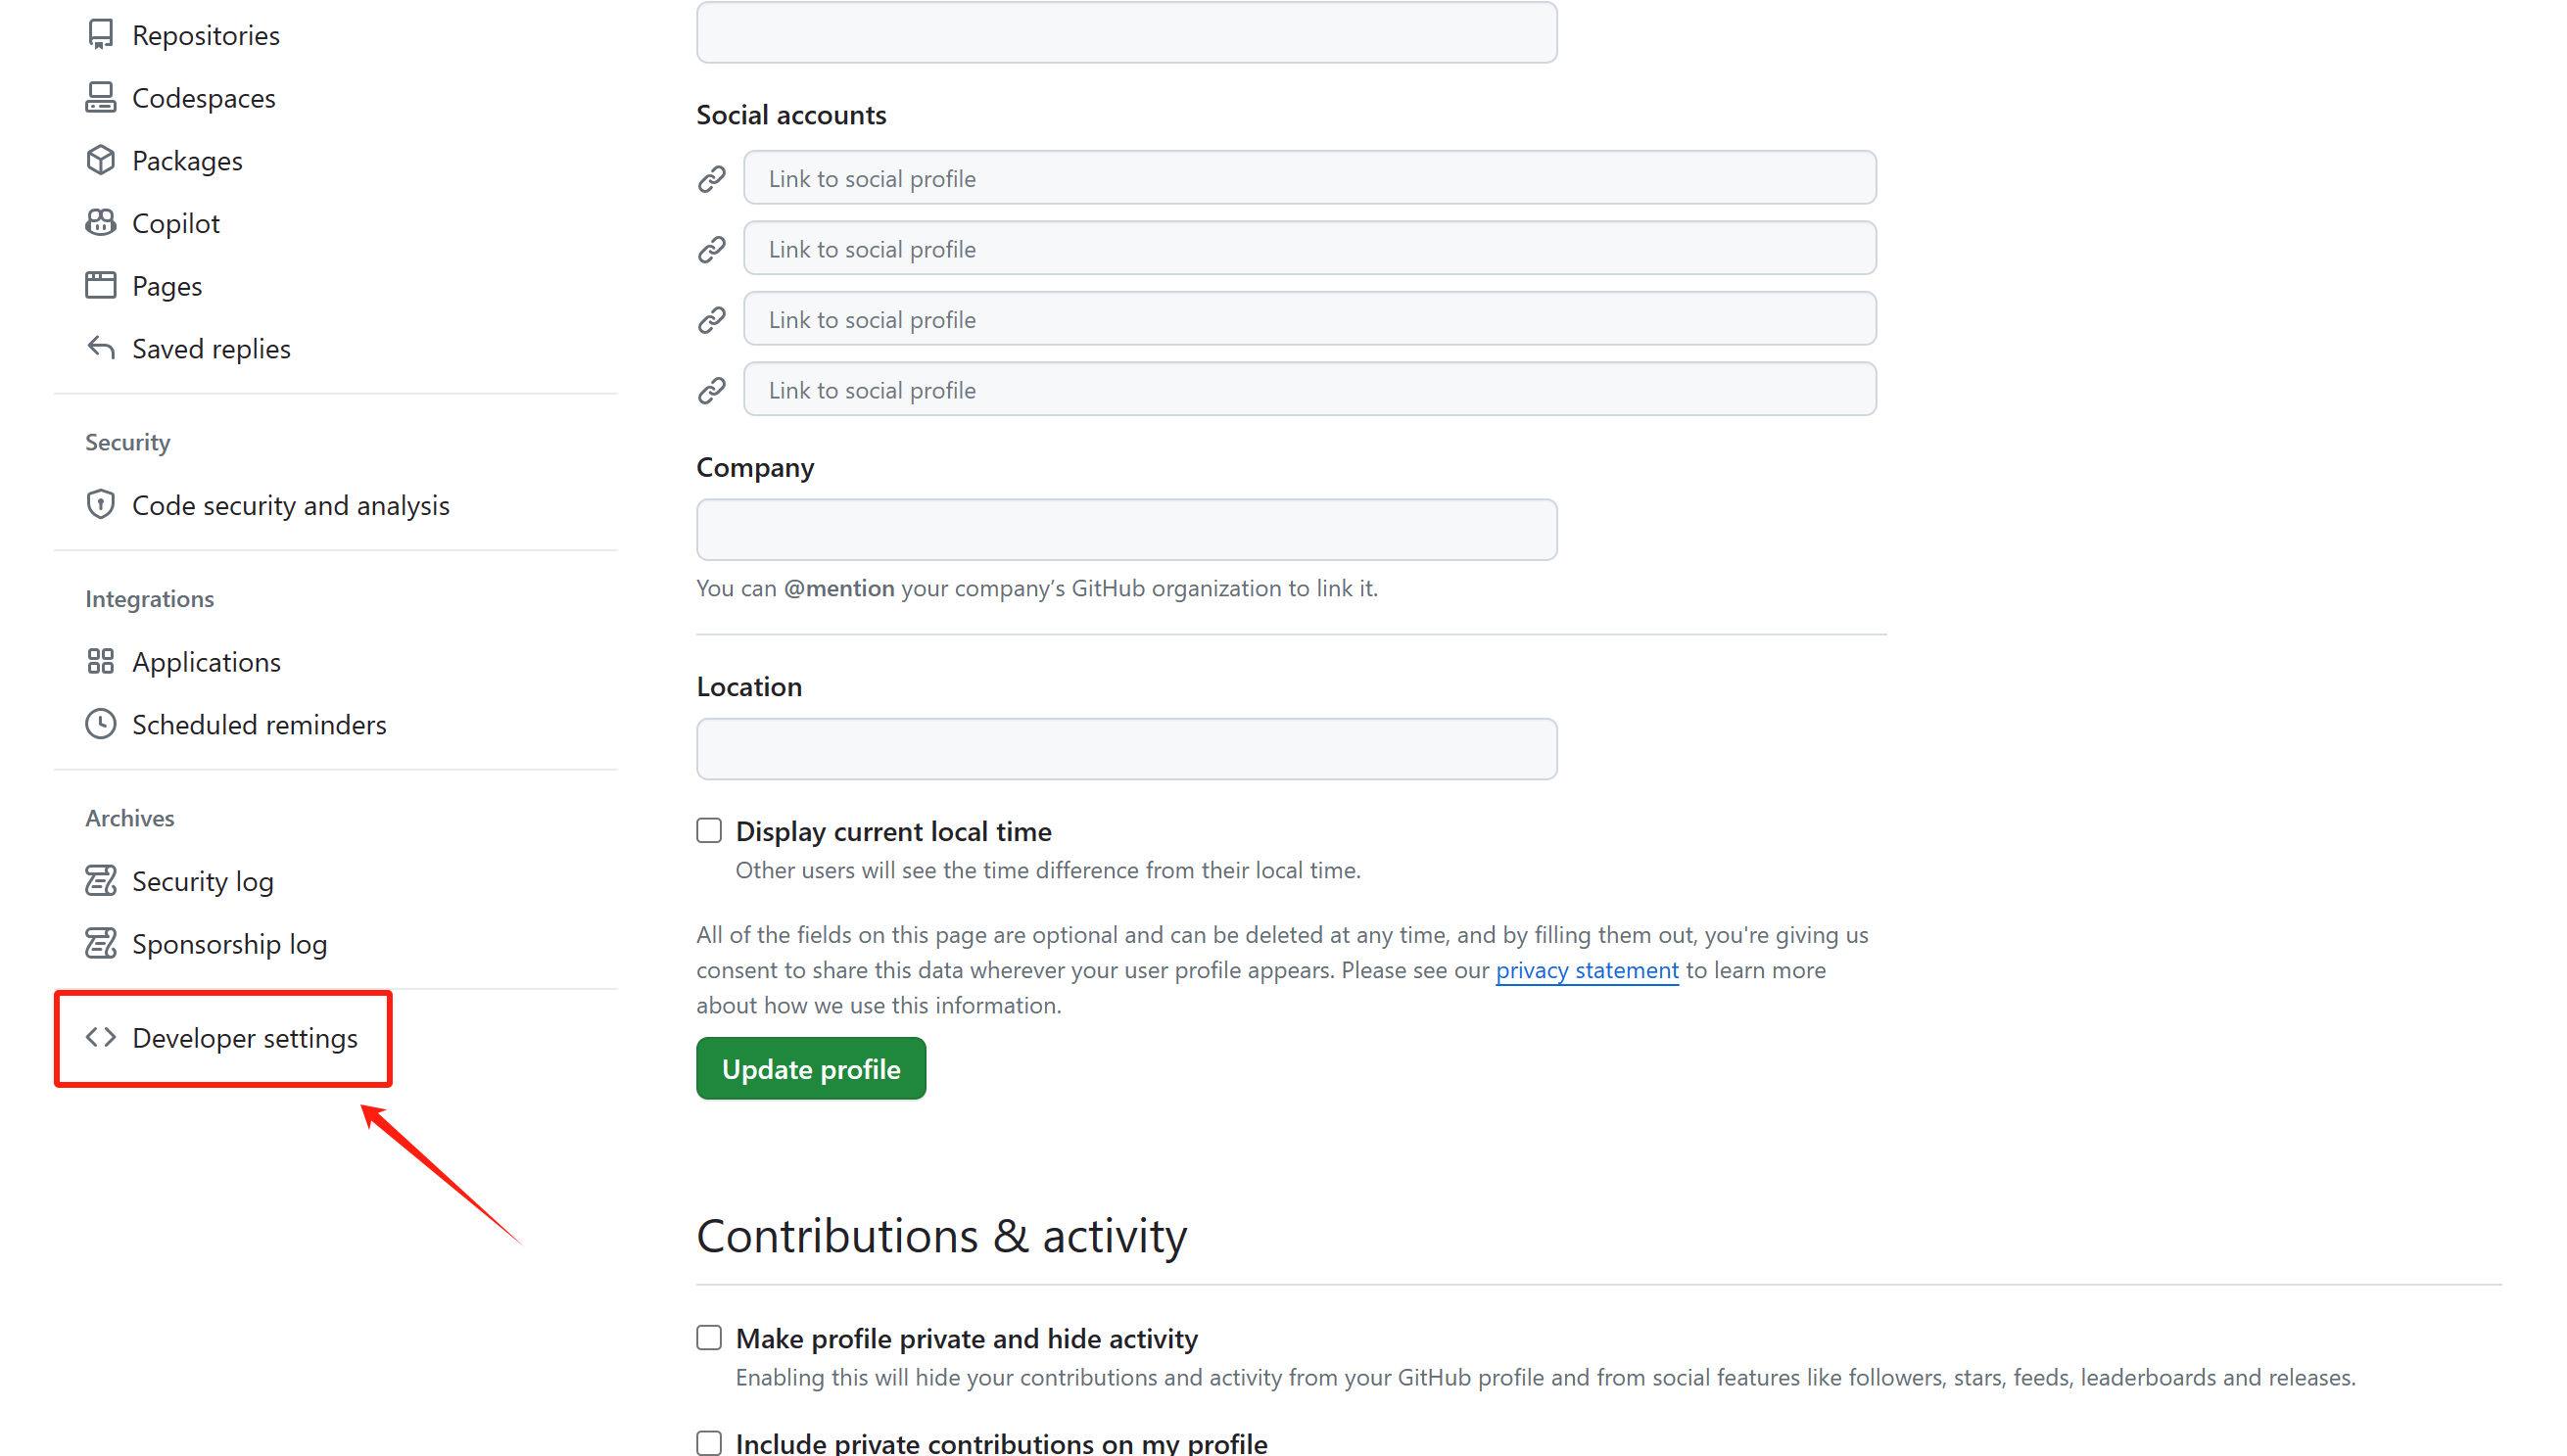 Repositories
Codespaces
Packages
Copilot
Pages
Saved replies
Security
Code security and analysis
Integrations
Applications
Scheduled reminders
Archives
Security log
Sponsorship log
Developer settings
Social accounts
Link to social profile
Link to social profile
Link to social profile
Link to social profile
Company
You can @mention your company’s GitHub organization to link it.
Location
Display current local time
Other users will see the time difference from their local time.
All of the fields on this page are optional and can be deleted at any time, and by filling them out, you're giving us
consent to share this data wherever your user profile appears. Please see our privacy statement to learn more
about how we use this information.
Update profile
Contributions & activity
Make profile private and hide activity
Enabling this will hide your contributions and activity from your GitHub profile and from social features like followers, stars, feeds, leaderboards and releases.
Include private contributions on my profile